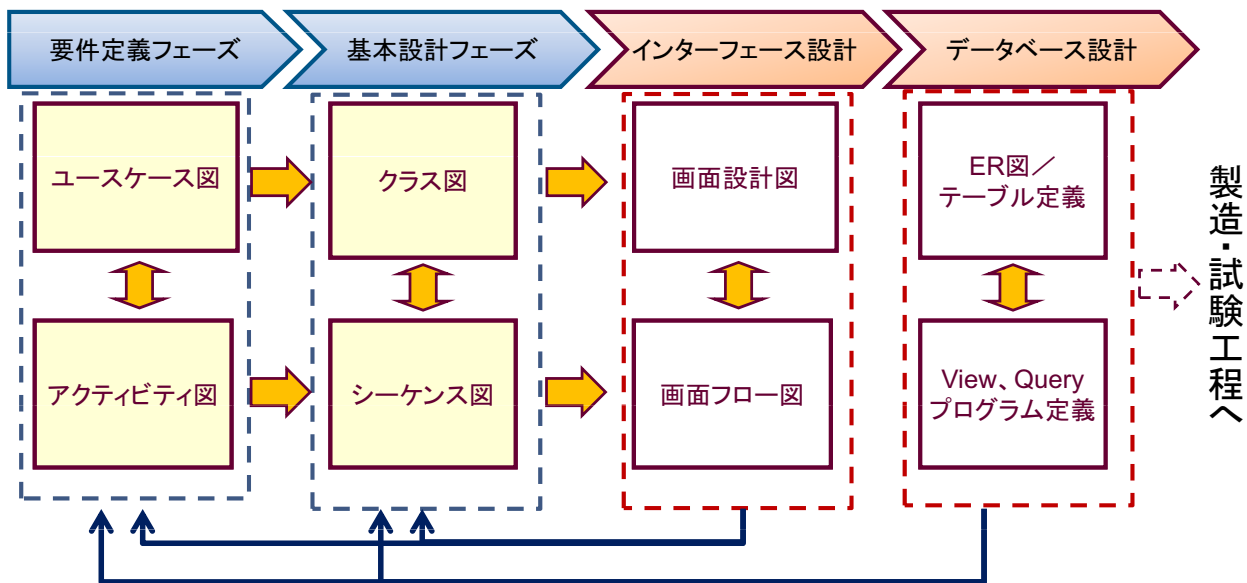 要件定義フェーズ
基本設計フェーズ
インターフェース設計
データベース設計
ユースケース図
クラス図
画面設計図
ER図／
テーブル定義
アクティビティ図
シーケンス図
画面フロー図
View、Query
プログラム定義
製造・試験工程へ